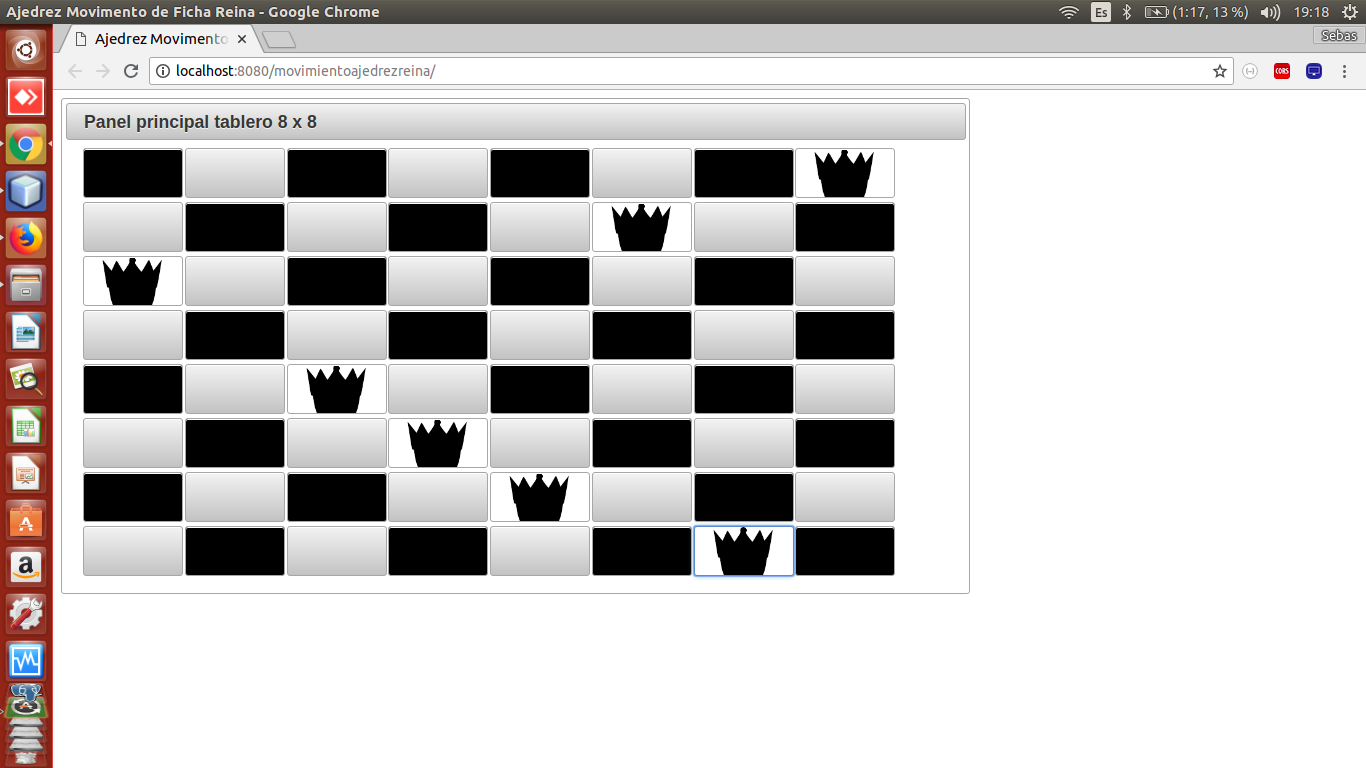 Ajedrez Movimento de Ficha Reina - Google Chrome
Es
(1:17, 13 %)
19:18
Ajedrez Movimento
Sebas
localhost:8080/movimientoajedrezreina/
CORS
Panel principal tablero 8 x 8